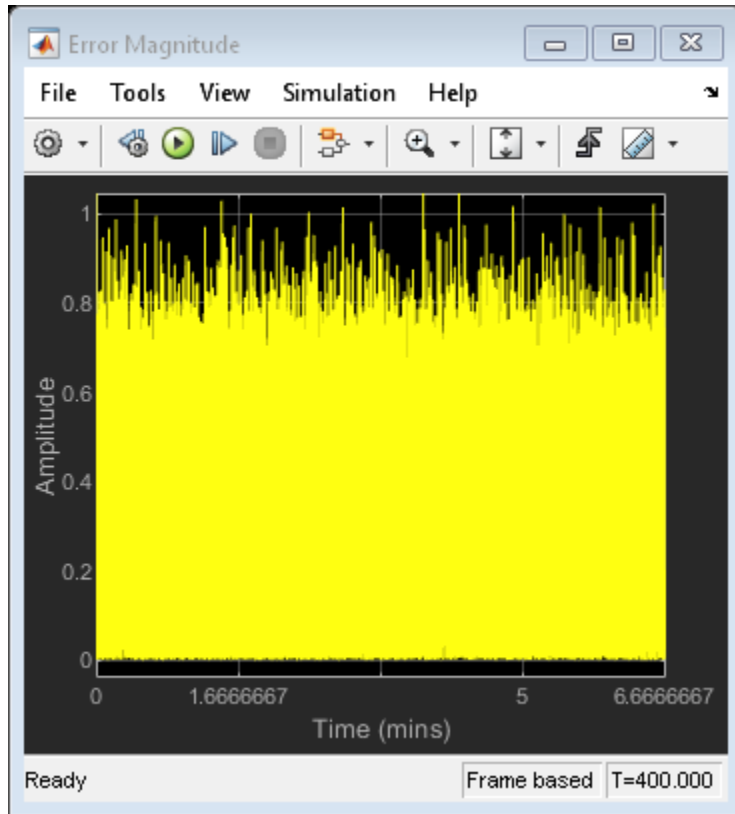 Error Magnitude
File Tools View Simulation Help
1
0.8
0.6
0.4
0.2
0
Amplitude
0 1.6666667 5 6.6666667
Time (mins)
Ready Frame based T=400.000